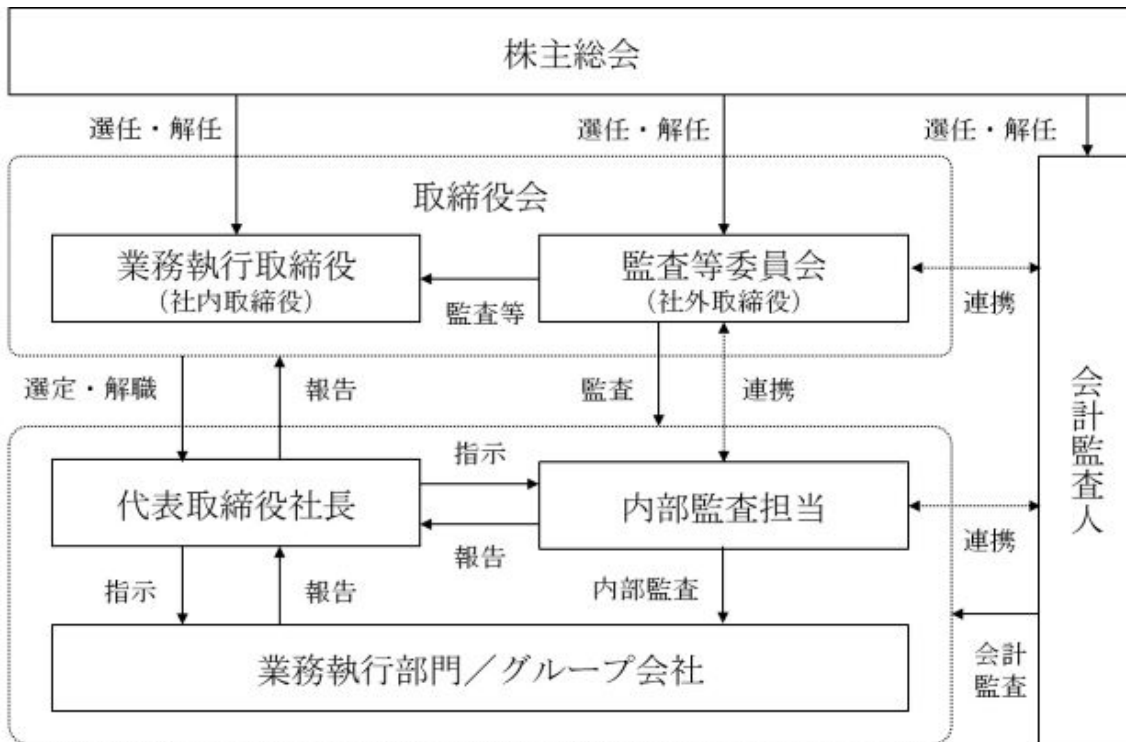 株主総会
選任・解任
選任・解任
選任・解任
取締役会
業務執行取締役
（社内取締役）
監査等
監査等委員会
（社外取締役）
連携
選定・解職
報告
監査
連携
会計監査人
代表取締役社長
指示
報告
内部監査担当
連携
指示
報告
内部監査
業務執行部門／グループ会社
会計
監査